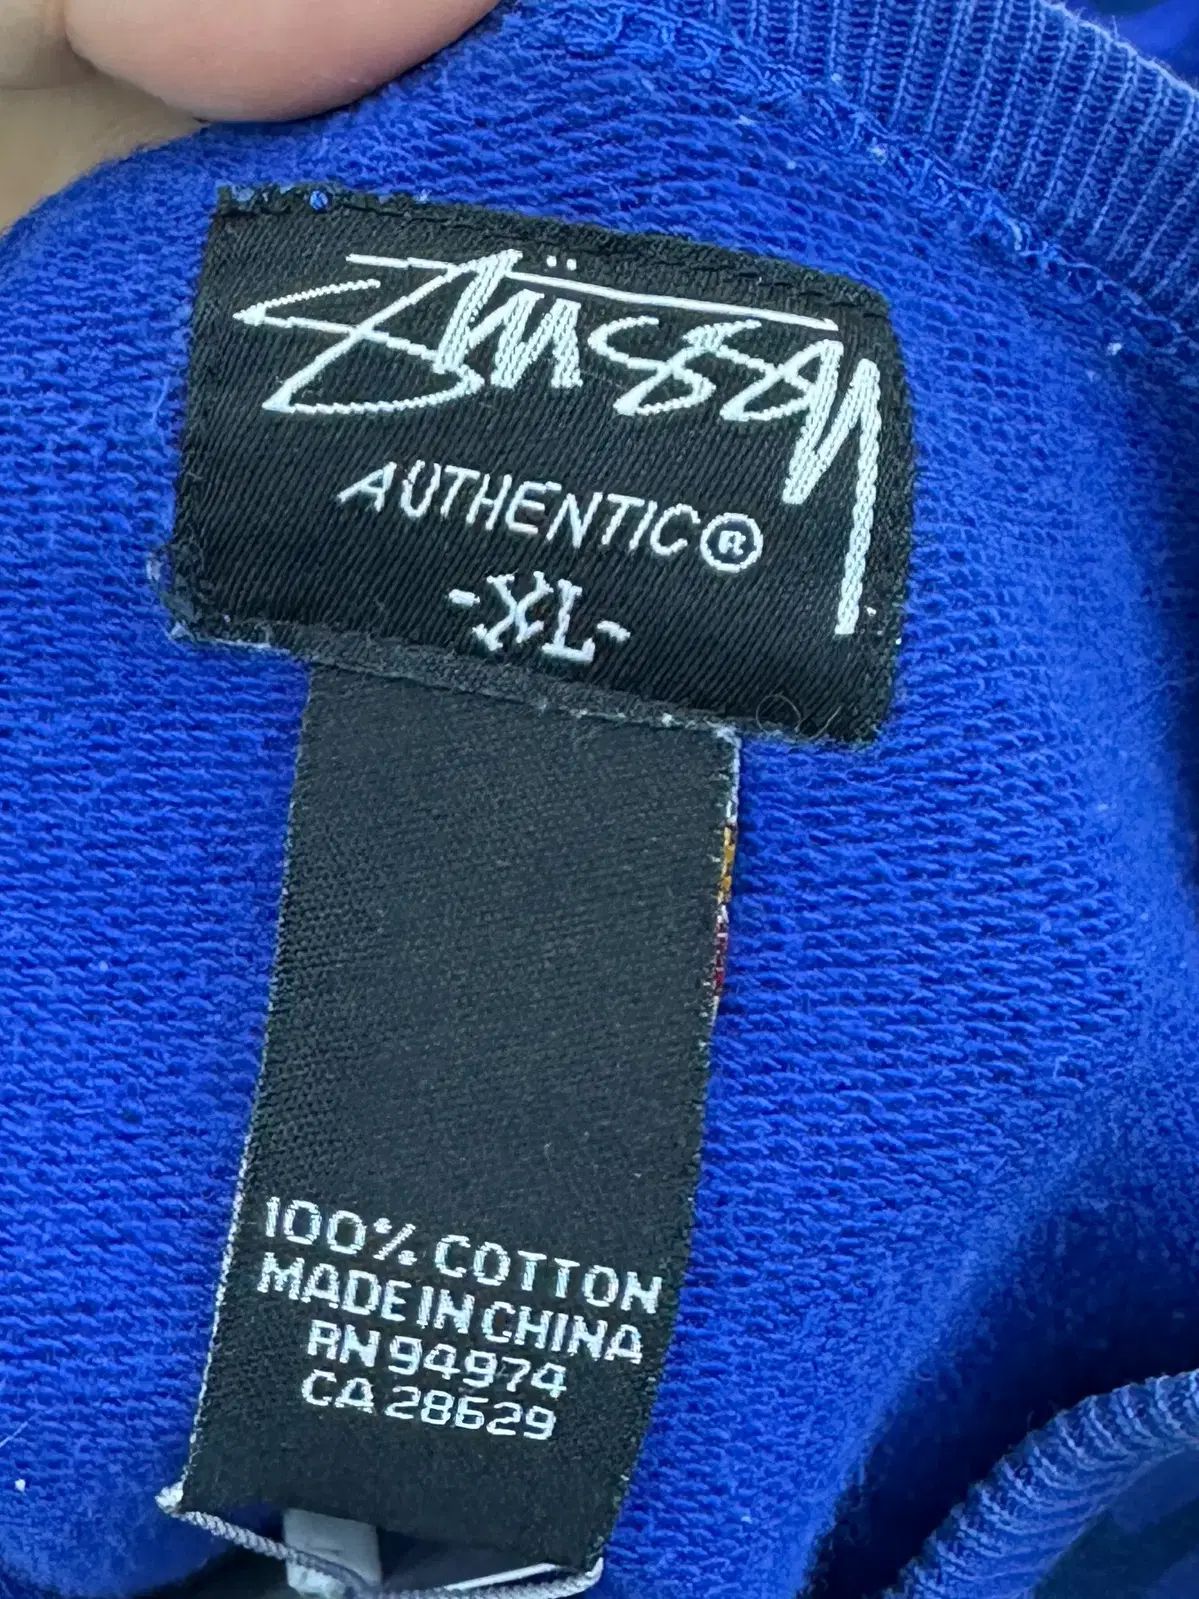 Stüssy
AUTHENTIC®
-XL-
100% COTTON
MADE IN CHINA
RN 94974
CA 28629